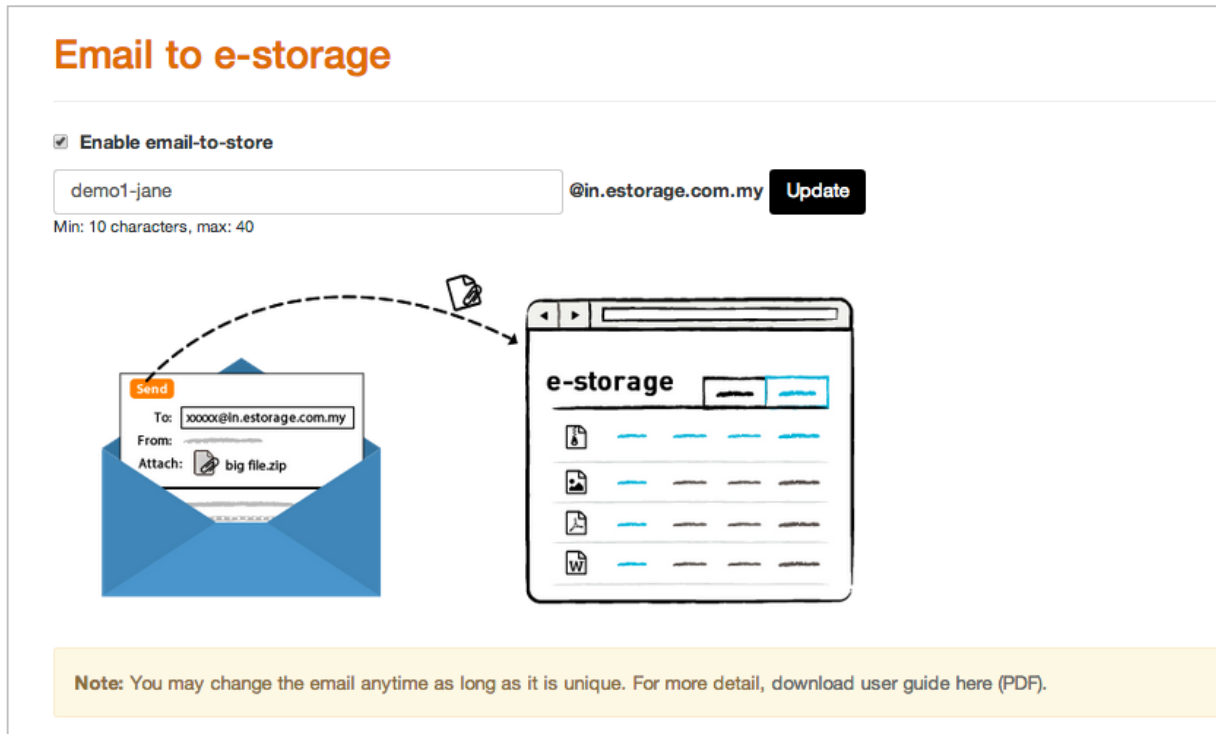 Email to e-storage
Enable email-to-store
demo1-jane @in.estorage.com.my Update
Min: 10 characters, max: 40
Send
To: xxxxx@in.estorage.com.my
From:
Attach: big file.zip
e-storage
W
Note: You may change the email anytime as long as it is unique. For more detail, download user guide here (PDF).